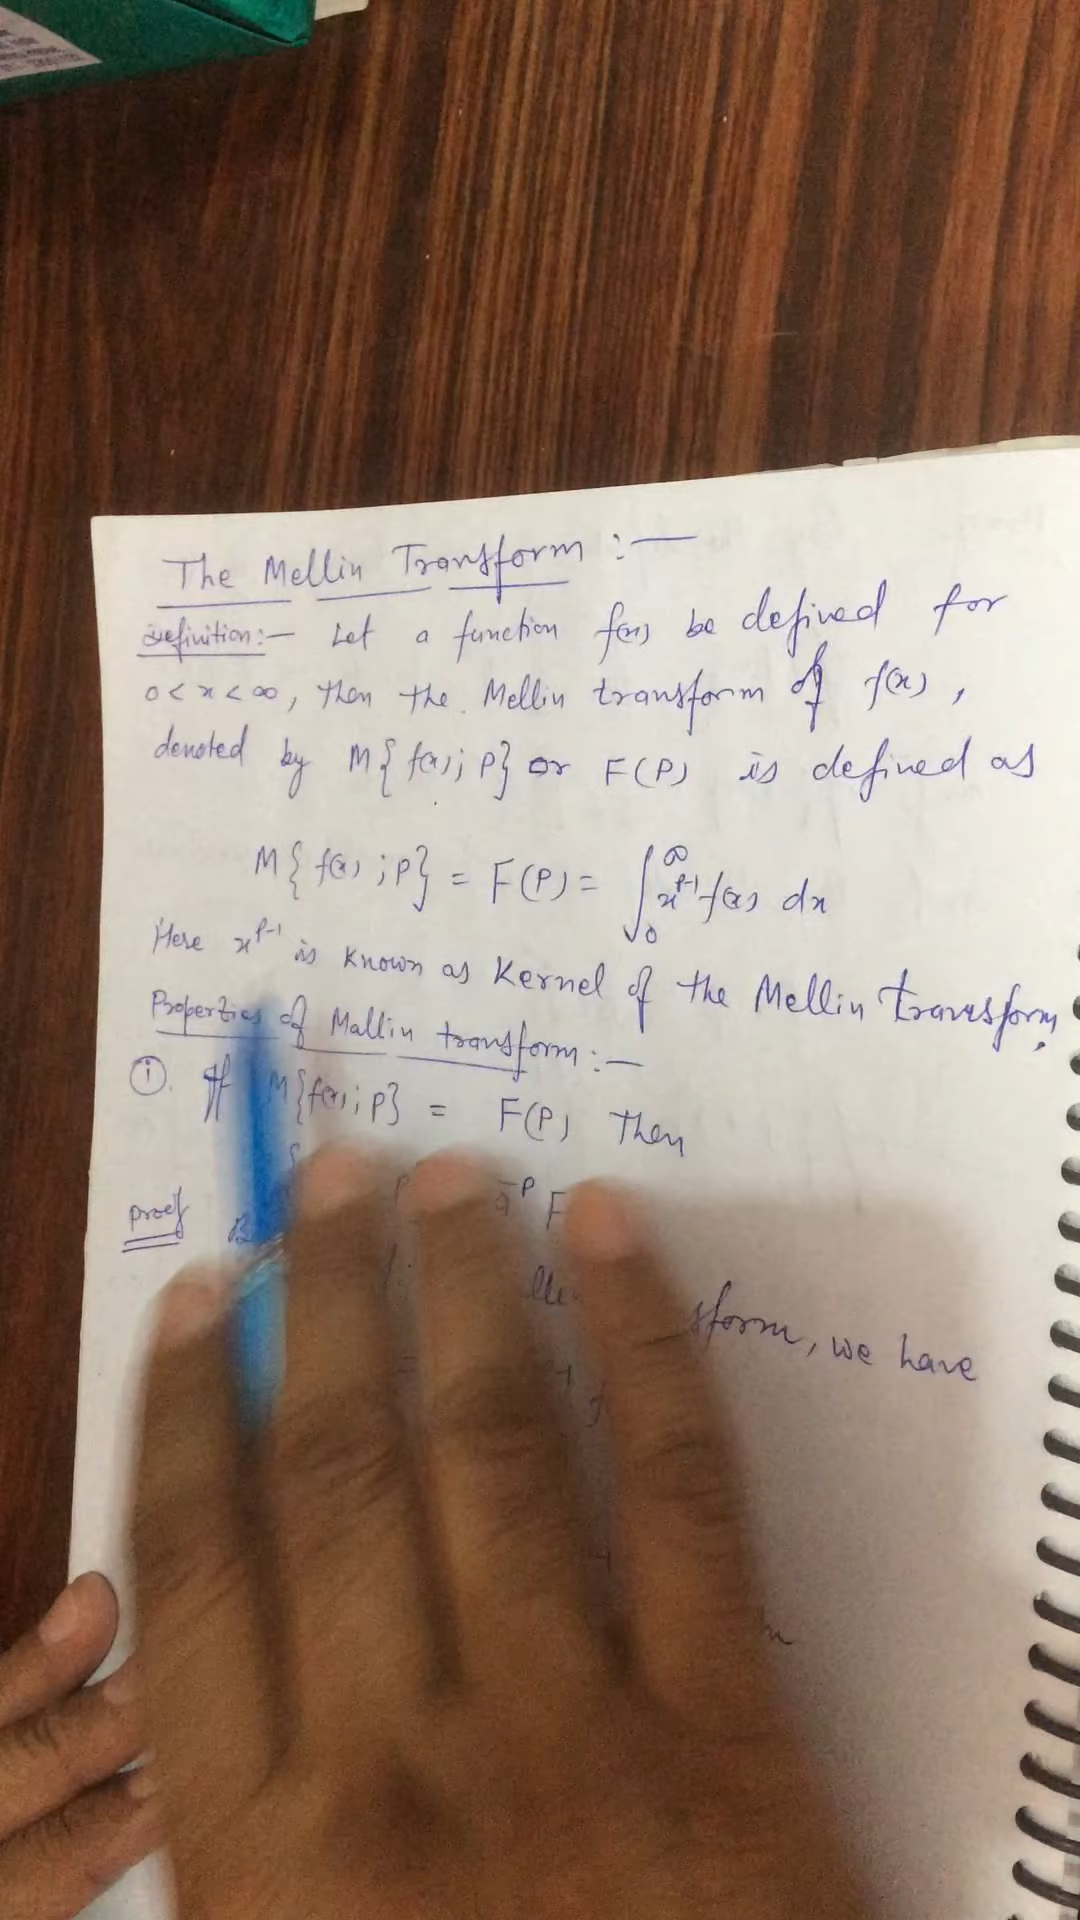 The Mellin Transform :—
Definition:— Let a function f(x) be defined for
0 < x < ∞, then the Mellin transform of f(x),
denoted by M{f(x); P} or F(P) is defined as
M{f(x) ; P} = F(P) = ∫₀^∞ x^{P-1} f(x) dx
Here x^{P-1} is known as Kernel of the Mellin transform.
Properties of Mallin transform :—
(i). If M{f(x); P} = F(P) Then
a^{-P} F
Proof
sform, we have